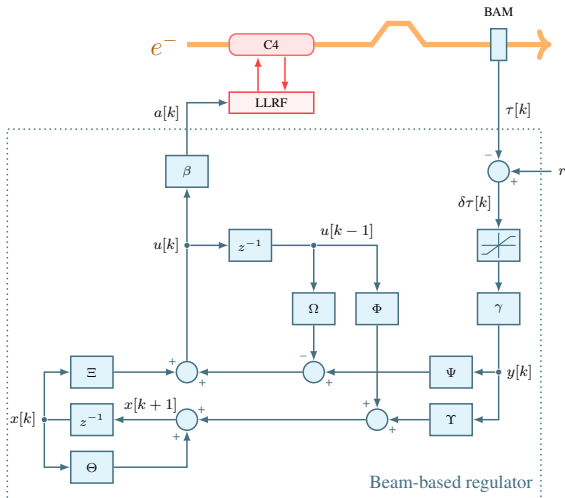 BAM
e⁻
C4
LLRF
a[k]
τ[k]
−
+
r
β
δτ[k]
u[k]
z⁻¹
u[k − 1]
Ω
Φ
γ
+
+
−
+
Ξ
Ψ
y[k]
x[k]
z⁻¹
x[k + 1]
+
+
+
+
Υ
Θ
Beam-based regulator